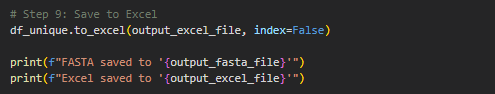 # Step 9: Save to Excel
df_unique.to_excel(output_excel_file, index=False)
print(f"FASTA saved to '{output_fasta_file}'")
print(f"Excel saved to '{output_excel_file}'")